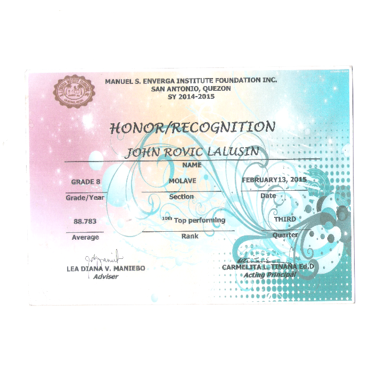 MANUEL S. ENVERGA INSTITUTE FOUNDATION INC.
SAN ANTONIO, QUEZON
SY 2014-2015
HONOR/RECOGNITION
JOHN ROVIC LALUSIN
NAME
GRADE 8 MOLAVE FEBRUARY13, 2015
Grade/Year Section Date
88.783 Top performing THIRD
Average Rank Quarter
LEA DIANA V. MANIEBO CARMELITA L. TINANA Ed.D
Adviser Acting Principal